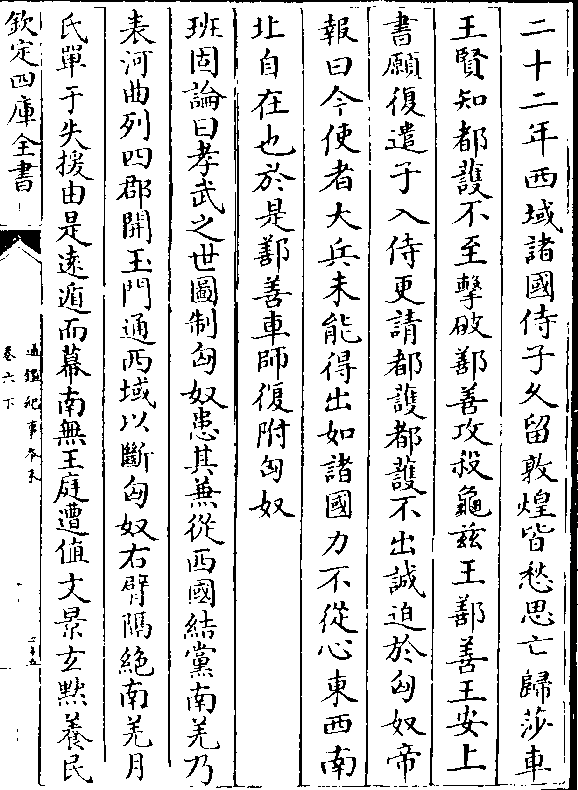 二十二年西域諸國侍子久留敦煌皆愁思亡歸莎車
王賢知都護不至擊破鄯善攻殺龜兹王鄯善王安上
書願復遣子入侍更請都護都護不出誠迫於匈奴帝
報曰今使者大兵未能得出如諸國力不從心東西南
北自在也於是鄯善車師復附匈奴
班固論曰孝武之世圖制匈奴患其兼從西國結黨南羌乃
表河曲列四郡開玉門通西域以斷匈奴右臂隔絶南羌月
氏單于失援由是逺遁而幕南無王庭遭值文景玄黙養民
欽定四庫全書
通鑑紀事本末
卷六下
二十五